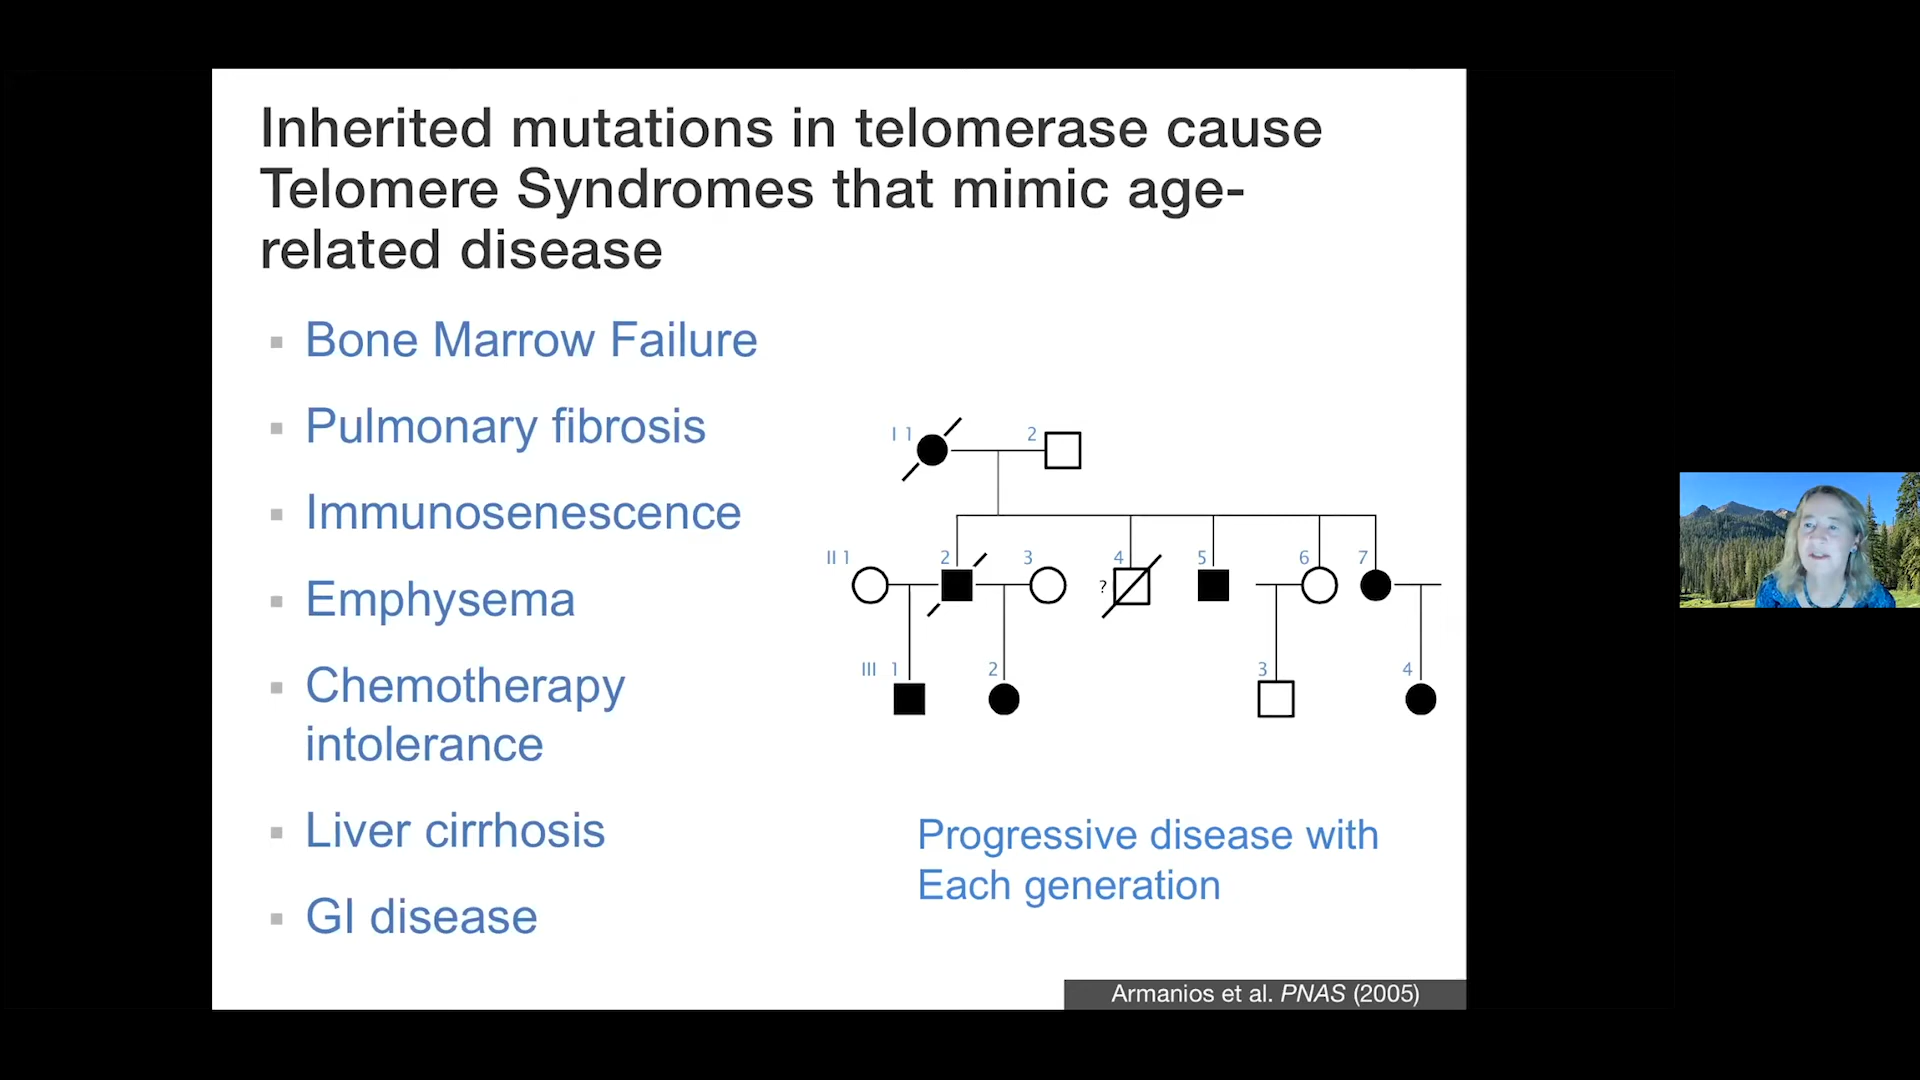 Inherited mutations in telomerase cause
Telomere Syndromes that mimic age-
related disease
Bone Marrow Failure
Pulmonary fibrosis
Immunosenescence
Emphysema
Chemotherapy
intolerance
Liver cirrhosis
GI disease
I 1 2
II 1 2 3 4 5 6 7
?
III 1 2 3 4
Progressive disease with
Each generation
Armanios et al. PNAS (2005)